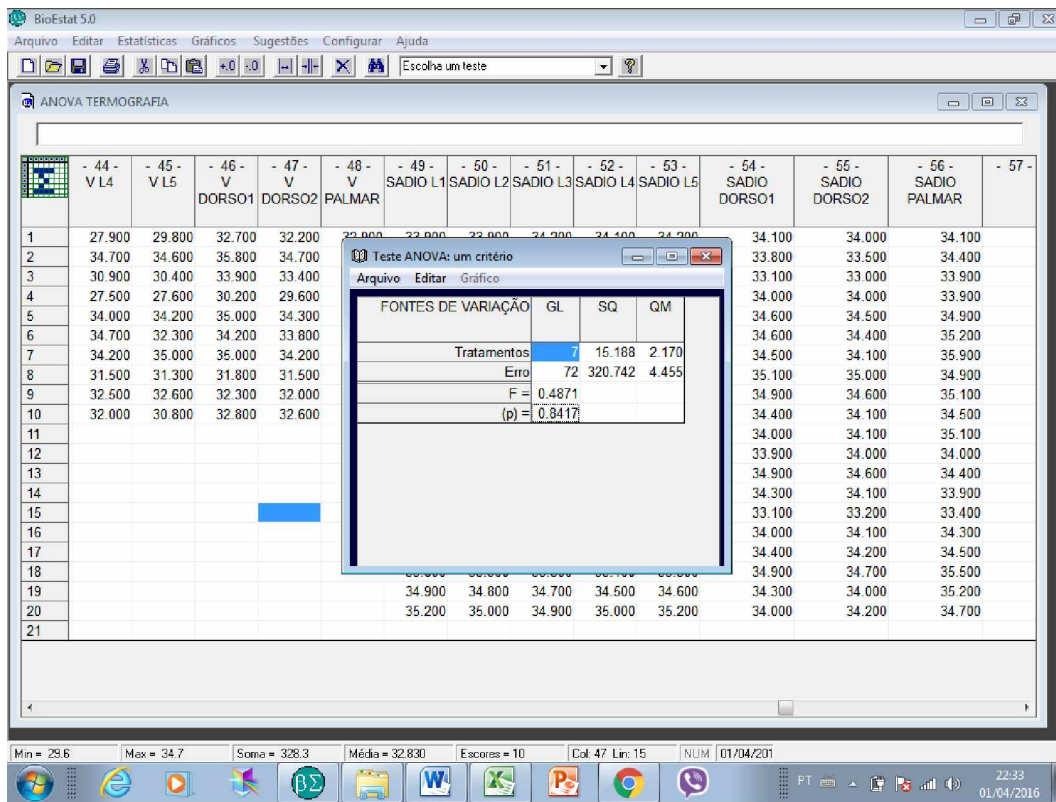 BioEstat 5.0
Arquivo Editar Estatísticas Gráficos Sugestões Configurar Ajuda
+.0 -.0 Escolha um teste
ANOVA TERMOGRAFIA
- 44 - - 45 - - 46 - - 47 - - 48 - - 49 - - 50 - - 51 - - 52 - - 53 - - 54 - - 55 - - 56 - - 57 -
V L4 V L5 V V V SADIO L1 SADIO L2 SADIO L3 SADIO L4 SADIO L5 SADIO SADIO SADIO
DORSO1 DORSO2 PALMAR DORSO1 DORSO2 PALMAR
1 27.900 29.800 32.700 32.200 34.100 34.000 34.100
2 34.700 34.600 35.800 34.700 33.800 33.500 34.400
3 30.900 30.400 33.900 33.400 33.100 33.000 33.900
4 27.500 27.600 30.200 29.600 34.000 34.000 33.900
5 34.000 34.200 35.000 34.300 34.600 34.500 34.900
6 34.700 32.300 34.200 33.800 34.600 34.400 35.200
7 34.200 35.000 35.000 34.200 34.500 34.100 35.900
8 31.500 31.300 31.800 31.500 35.100 35.000 34.900
9 32.500 32.600 32.300 32.000 34.900 34.600 35.100
10 32.000 30.800 32.800 32.600 34.400 34.100 34.500
11 34.000 34.100 35.100
12 33.900 34.000 34.000
13 34.900 34.600 34.400
14 34.300 34.100 33.900
15 33.100 33.200 33.400
16 34.000 34.100 34.300
17 34.400 34.200 34.500
18 34.900 34.700 35.500
19 34.900 34.800 34.700 34.500 34.600 34.300 34.000 35.200
20 35.200 35.000 34.900 35.000 35.200 34.000 34.200 34.700
21
Teste ANOVA: um critério
Arquivo Editar Gráfico
FONTES DE VARIAÇÃO GL SQ QM
Tratamentos 7 15.188 2.170
Erro 72 320.742 4.455
F = 0.4871
(p) = 0.8417
Min = 29.6 Max = 34.7 Soma = 328.3 Média = 32.830 Escores = 10 Col: 47 Lin: 15 NUM 01/04/201
PT 22:33
01/04/2016